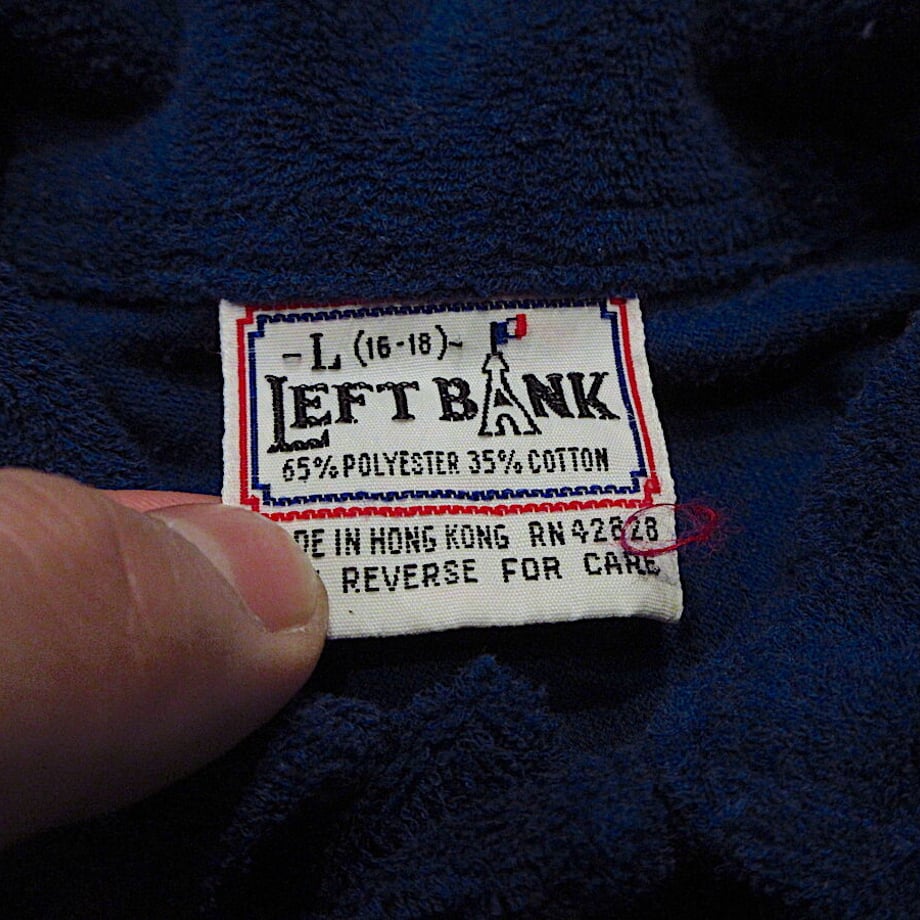 -L (16-18)-
LEFT BANK
65% POLYESTER 35% COTTON
DE IN HONG KONG RN 42828
REVERSE FOR CARE